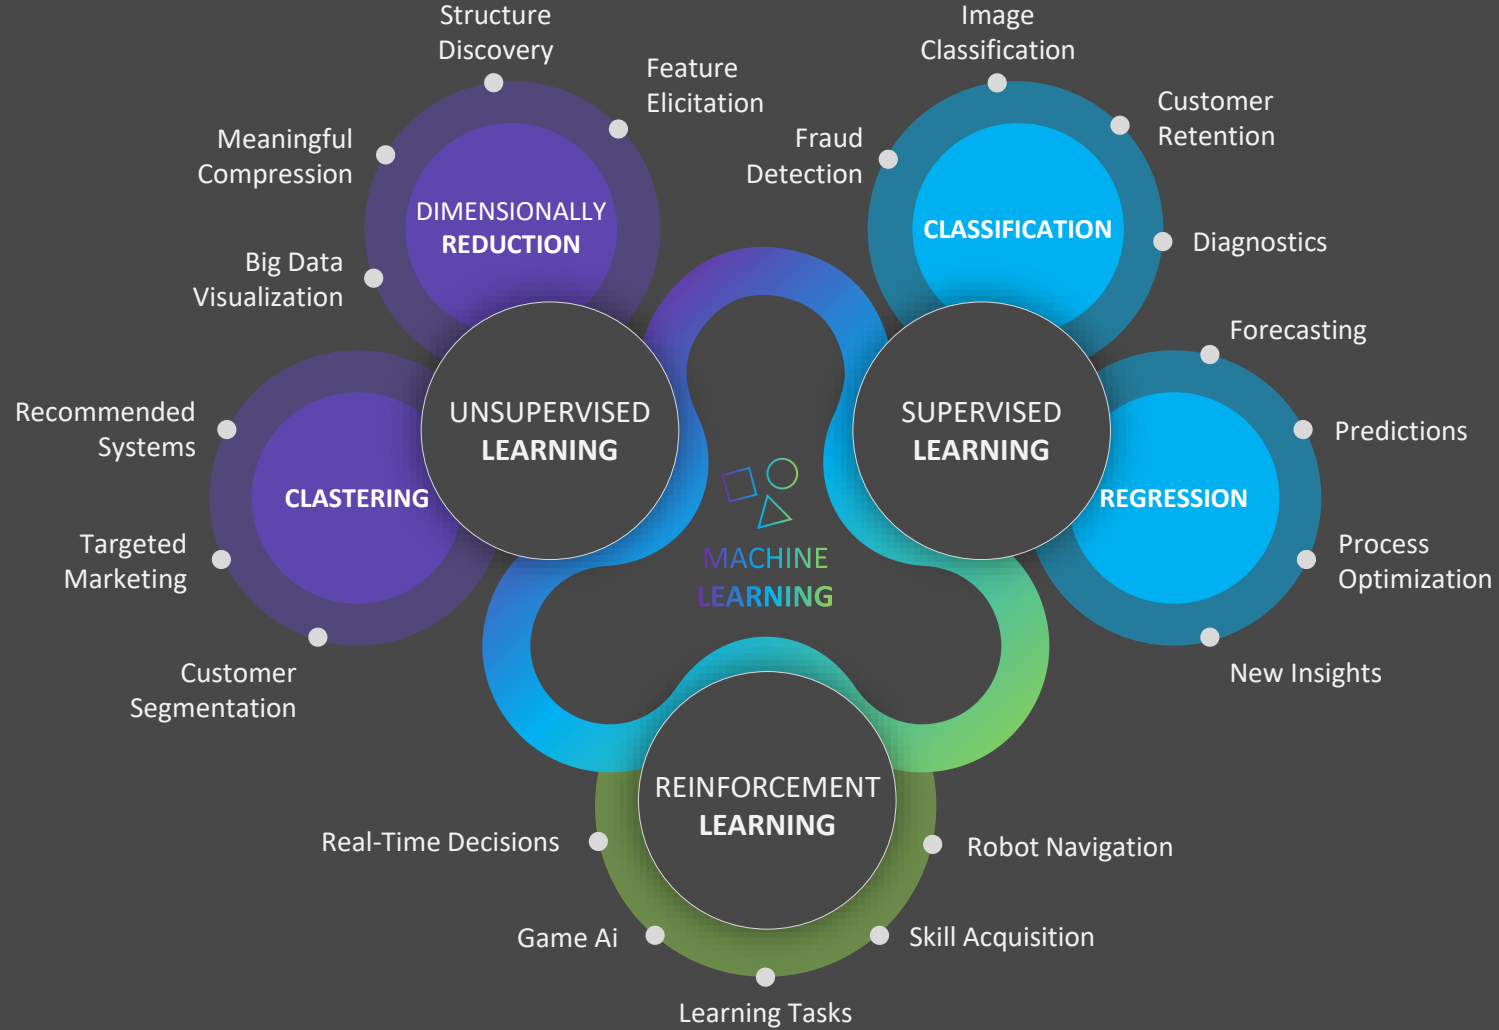 Structure
Discovery
Feature
Elicitation
Meaningful
Compression
DIMENSIONALLY
REDUCTION
Big Data
Visualization
Recommended
Systems
UNSUPERVISED
LEARNING
CLASTERING
Targeted
Marketing
Customer
Segmentation
Image
Classification
Customer
Retention
Fraud
Detection
CLASSIFICATION
Diagnostics
Forecasting
SUPERVISED
LEARNING
Predictions
REGRESSION
Process
Optimization
New Insights
MACHINE
LEARNING
REINFORCEMENT
LEARNING
Real-Time Decisions
Robot Navigation
Game Ai
Skill Acquisition
Learning Tasks